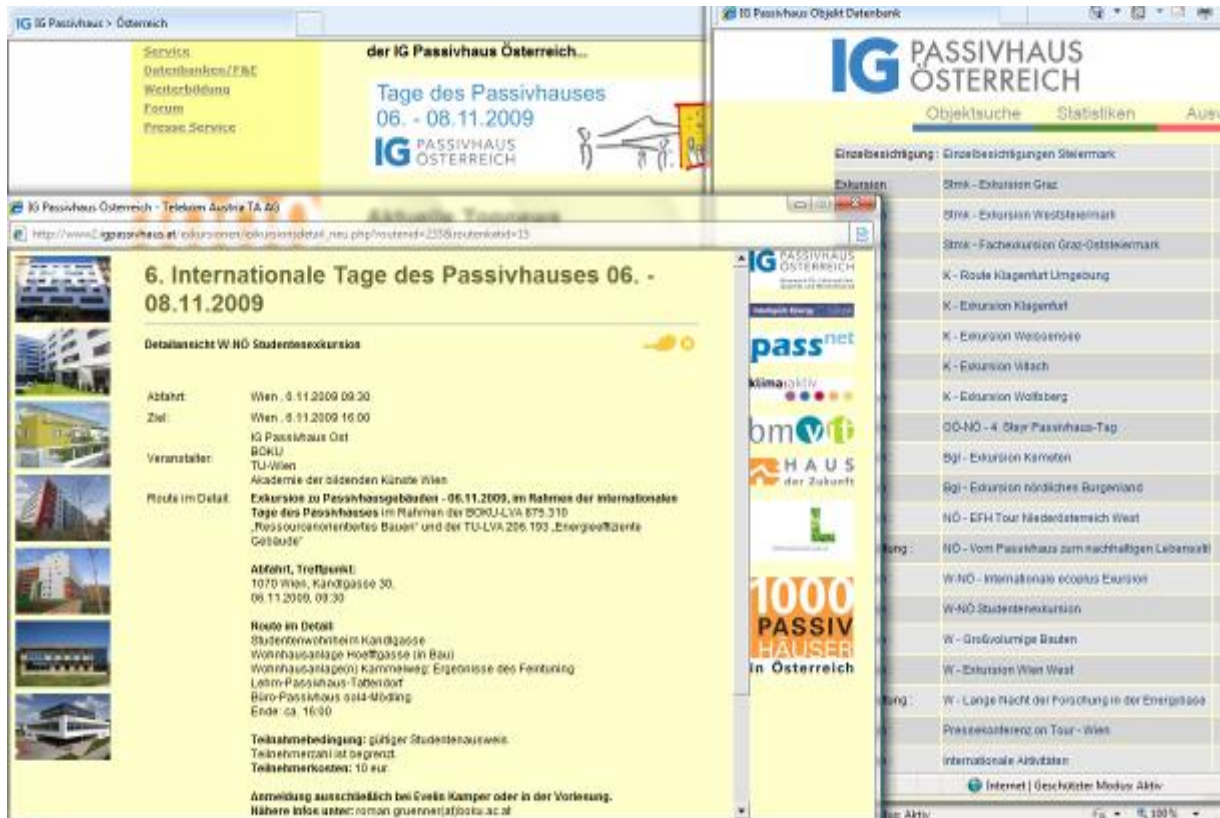 IG IG Passivhaus > Österreich
Service
Datenbanken/F&E
Weiterbildung
Forum
Presse Service
der IG Passivhaus Österreich...
Tage des Passivhauses
06. - 08.11.2009
IG PASSIVHAUS
ÖSTERREICH
Aktuelle Topnews
IG Passivhaus Objekt Datenbank
IG PASSIVHAUS
ÖSTERREICH
Objektsuche Statistiken
Einzelbesichtigung : Einzelbesichtigungen Steiermark
Exkursion Stmk - Exkursion Graz
Stmk - Exkursion Weststeiermark
Stmk - Fachexkursion Graz-Oststeiermark
K - Route Klagenfurt Umgebung
K - Exkursion Klagenfurt
K - Exkursion Weissensee
K - Exkursion Villach
K - Exkursion Wolfsberg
OÖ-NÖ - 4. Steyr Passivhaus-Tag
Bgl - Exkursion Kemeten
Bgl - Exkursion nördlichen Burgenland
NÖ - EFH Tour Niederösterreich West
NÖ - Vom Passivhaus zum nachhaltigen Lebensstil
W-NÖ - Internationale ecoplus Exursion
W-NÖ Studentenexkursion
W - Großvolumige Bauten
W - Exkursion Wien West
W - Lange Nacht der Forschung in der Energybase
Pressekonferenz on Tour - Wien
Internationale Aktivitäten
Internet | Geschützter Modus: Aktiv
100%
IG Passivhaus Österreich - Telekom Austria TA AG
6. Internationale Tage des Passivhauses 06. -
08.11.2009
Detailansicht W-NÖ Studentenexkursion
Abfahrt: Wien , 6.11.2009 09:30
Ziel: Wien , 6.11.2009 16:00
Veranstalter: IG Passivhaus Ost
BOKU
TU-Wien
Akademie der bildenden Künste Wien
Route im Detail: Exkursion zu Passivhausgebäuden - 06.11.2009, im Rahmen der internationalen
Tage des Passivhauses im Rahmen der BOKU-LVA 875.310
„Ressourcenorientiertes Bauen" und der TU-LVA 206.193 „Energieeffiziente
Gebäude"
Abfahrt, Treffpunkt:
1070 Wien, Kandlgasse 30,
06.11.2009, 09:30
Route im Detail:
Studentenwohnheim Kandlgasse
Wohnhausanlage Hoeffgasse (in Bau)
Wohnhausanlage(n) Kammelweg: Ergebnisse des Feintuning
Lehm-Passivhaus-Tattendorf
Büro-Passivhaus sol4-Mödling
Ende: ca. 16:00
Teilnahmebedingung: gültiger Studentenausweis
Teilnehmerzahl ist begrenzt.
Teilnehmerkosten: 10 eur.
Anmeldung ausschließlich bei Evelin Kamper oder in der Vorlesung.
Nähere Infos unter: roman.gruenner(at)boku.ac.at
IG PASSIVHAUS
ÖSTERREICH
pass net
klima:aktiv
bmvit
HAUS
der Zukunft
1000
PASSIV
HÄUSER
in Österreich